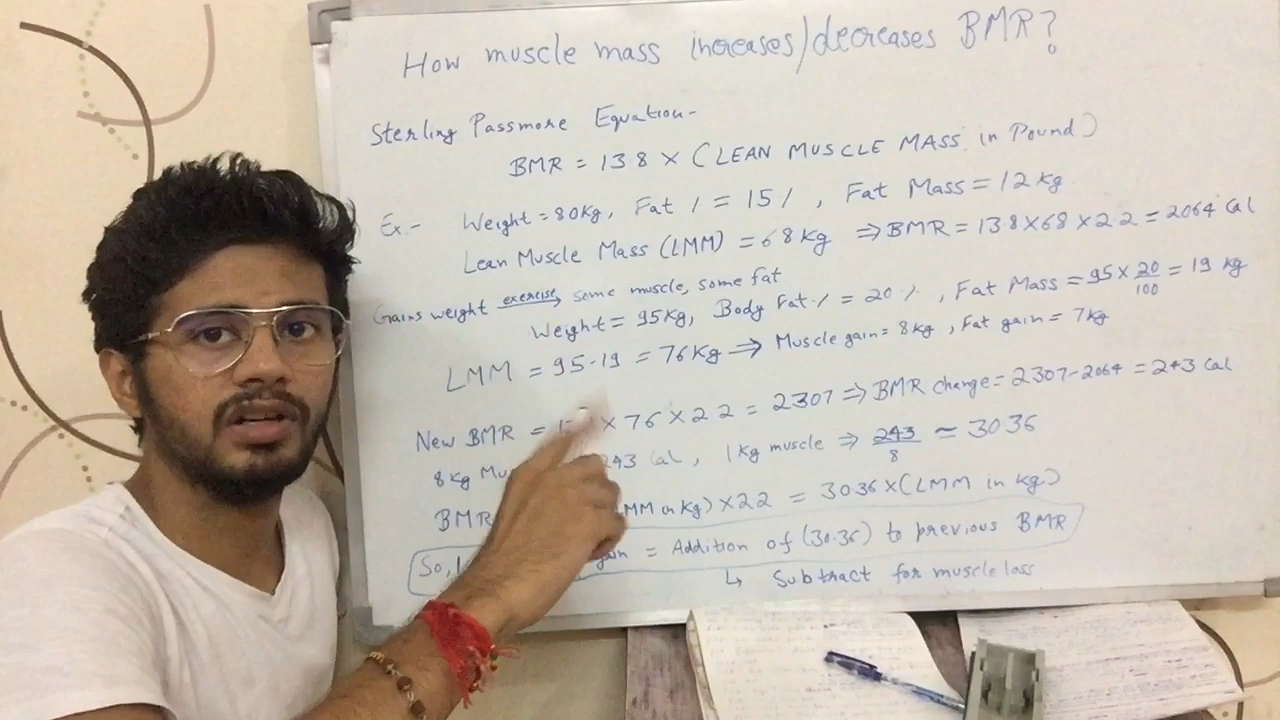 How muscle mass increases/decreases BMR?
Sterling Passmore Equation-
BMR = 13.8 × (LEAN MUSCLE MASS in Pound)
Ex.- Weight = 80kg, Fat % = 15%, Fat Mass = 12 kg
Lean Muscle Mass (LMM) = 68 kg ⇒ BMR = 13.8 × 68 × 2.2 = 2064 Cal
Gains weight exercise, some muscle, some fat
Weight = 95kg, Body Fat % = 20%, Fat Mass = 95 × 20/100 = 19 kg
LMM = 95-19 = 76 kg → Muscle gain = 8kg, Fat gain = 7kg
New BMR = × 76 × 2.2 = 2307 ⇒ BMR change = 2307-2064 = 243 Cal
8 kg Mu 243 Cal, 1 kg muscle ⇒ 243/8 ≃ 30.36
BMR MM in kg) × 2.2 = 30.36 × (LMM in kg)
So, gain = Addition of (30.36) to previous BMR
↳ Subtract for muscle loss